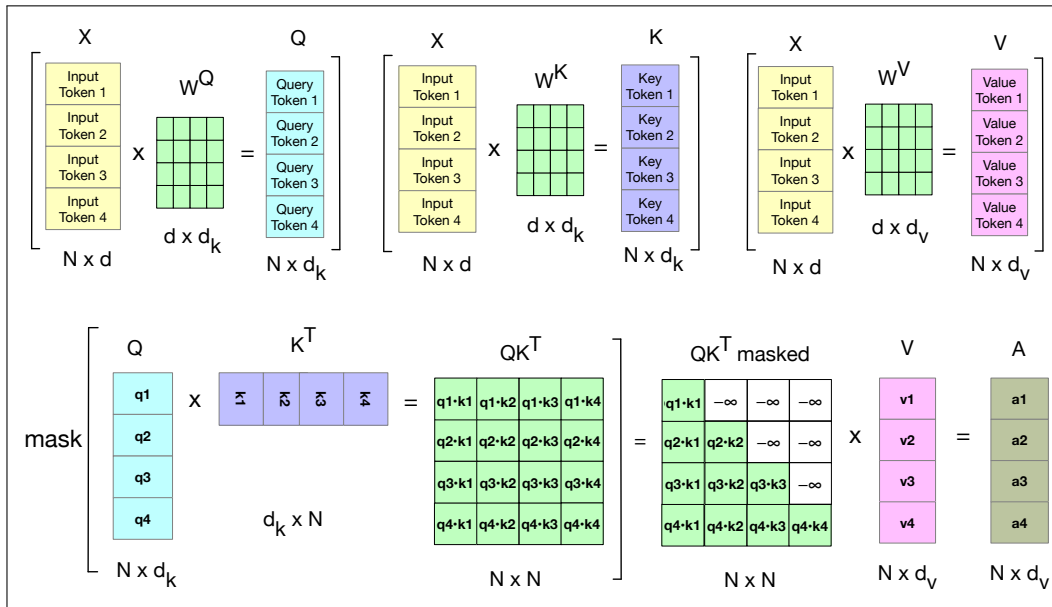 X
Q
X
K
X
V
W^Q
W^K
W^V
Input
Token 1
Input
Token 2
Input
Token 3
Input
Token 4
x
=
Query
Token 1
Query
Token 2
Query
Token 3
Query
Token 4
Input
Token 1
Input
Token 2
Input
Token 3
Input
Token 4
x
=
Key
Token 1
Key
Token 2
Key
Token 3
Key
Token 4
Input
Token 1
Input
Token 2
Input
Token 3
Input
Token 4
x
=
Value
Token 1
Value
Token 2
Value
Token 3
Value
Token 4
N x d
d x d_k
N x d_k
N x d
d x d_k
N x d_k
N x d
d x d_v
N x d_v
Q
K^T
QK^T
QK^T masked
V
A
mask
q1
q2
q3
q4
x
k1 k2 k3 k4
=
q1•k1 q1•k2 q1•k3 q1•k4
q2•k1 q2•k2 q2•k3 q2•k4
q3•k1 q3•k2 q3•k3 q3•k4
q4•k1 q4•k2 q4•k3 q4•k4
=
q1•k1 −∞ −∞ −∞
q2•k1 q2•k2 −∞ −∞
q3•k1 q3•k2 q3•k3 −∞
q4•k1 q4•k2 q4•k3 q4•k4
x
v1
v2
v3
v4
=
a1
a2
a3
a4
N x d_k
d_k x N
N x N
N x N
N x d_v
N x d_v